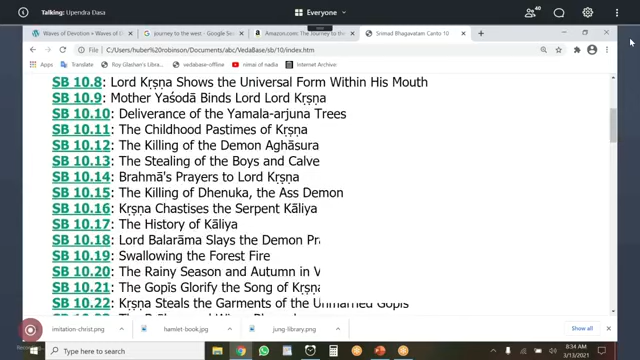 Talking: Upendra Dasa
Everyone
40
Waves of Devotion » Waves of D
journey to the west - Google Sea
Amazon.com: The Journey to the
Srimad Bhagavatam Canto 10
File | C:/Users/huber robinson/Documents/abc/VedaBase/sb/10/index.htm
Apps
Google Translate
Roy Glasher's Library
vedabase-offline
nimai of nadia
Internet Archive
Reading list
SB 10.8: Lord Kṛṣṇa Shows the Universal Form Within His Mouth
SB 10.9: Mother Yaśodā Binds Lord Lord Kṛṣṇa
SB 10.10: Deliverance of the Yamala-arjuna Trees
SB 10.11: The Childhood Pastimes of Kṛṣṇa
SB 10.12: The Killing of the Demon Aghāsura
SB 10.13: The Stealing of the Boys and Calve
SB 10.14: Brahmā's Prayers to Lord Kṛṣṇa
SB 10.15: The Killing of Dhenuka, the Ass Demon
SB 10.16: Kṛṣṇa Chastises the Serpent Kāliya
SB 10.17: The History of Kāliya
SB 10.18: Lord Balarāma Slays the Demon Pra
SB 10.19: Swallowing the Forest Fire
SB 10.20: The Rainy Season and Autumn in V
SB 10.21: The Gopīs Glorify the Song of Kṛṣṇa
SB 10.22: Kṛṣṇa Steals the Garments of the Unmarried Gopīs
imitation-christ.png
hamlet-book.jpg
jung-library.png
Show all
Type here to search
6:34 AM
3/13/2021